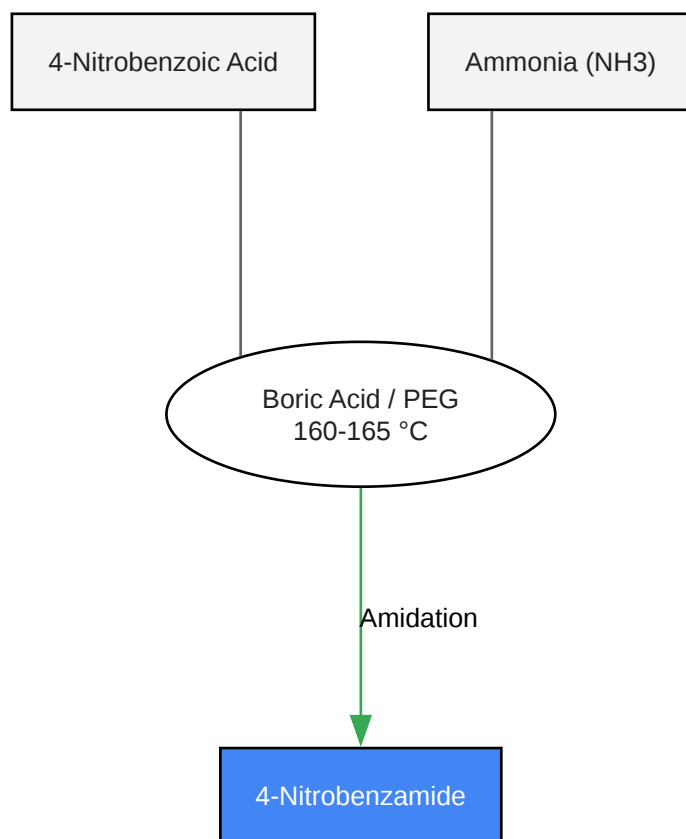 4-Nitrobenzoic Acid
Ammonia (NH3)
Boric Acid / PEG
160-165 °C
Amidation
4-Nitrobenzamide